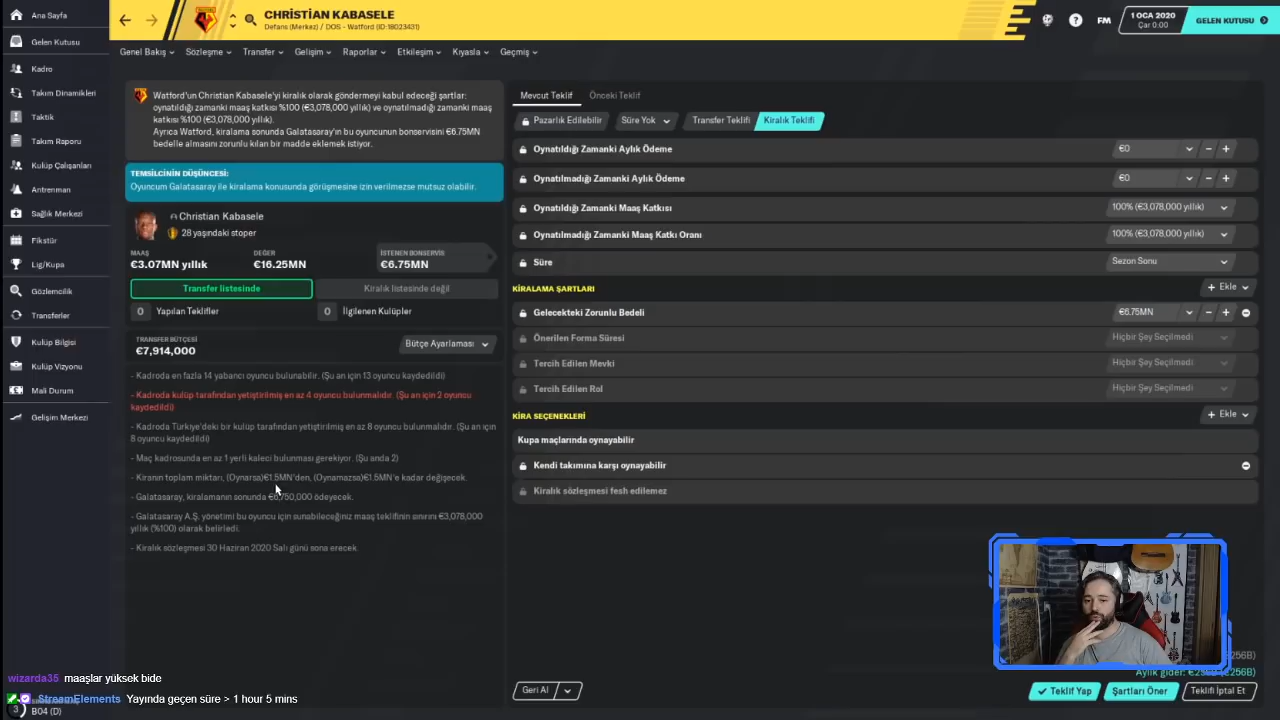 Ana Sayfa
Gelen Kutusu
Kadro
Takım Dinamikleri
Taktik
Takım Raporu
Kulüp Çalışanları
Antrenman
Sağlık Merkezi
Fikstür
Lig/Kupa
Gözlemcilik
Transferler
Kulüp Bilgisi
Kulüp Vizyonu
Mali Durum
Gelişim Merkezi
CHRİSTİAN KABASELE
Defans (Merkez) / DOS - Watford (ID:18023431)
FM
1 OCA 2020
Çar 0:00
GELEN KUTUSU
Genel Bakış
Sözleşme
Transfer
Gelişim
Raporlar
Etkileşim
Kıyasla
Geçmiş
Watford'un Christian Kabasele'yi kiralık olarak göndermeyi kabul edeceği şartlar:
oynatıldığı zamanki maaş katkısı %100 (€3,078,000 yıllık) ve oynatılmadığı zamanki maaş
katkısı %100 (€3,078,000 yıllık).
Ayrıca Watford, kiralama sonunda Galatasaray'ın bu oyuncunun bonservisini €6.75MN
bedelle almasını zorunlu kılan bir madde eklemek istiyor.
TEMSİLCİNİN DÜŞÜNCESİ:
Oyuncum Galatasaray ile kiralama konusunda görüşmesine izin verilmezse mutsuz olabilir.
Christian Kabasele
28 yaşındaki stoper
MAAŞ
€3.07MN yıllık
DEĞER
€16.25MN
İSTENEN BONSERVİS
€6.75MN
Transfer listesinde
Kiralık listesinde değil
0 Yapılan Teklifler
0 İlgilenen Kulüpler
TRANSFER BÜTÇESİ
€7,914,000
Bütçe Ayarlaması
- Kadroda en fazla 14 yabancı oyuncu bulunabilir. (Şu an için 13 oyuncu kaydedildi)
- Kadroda kulüp tarafından yetiştirilmiş en az 4 oyuncu bulunmalıdır. (Şu an için 2 oyuncu
kaydedildi)
- Kadroda Türkiye'deki bir kulüp tarafından yetiştirilmiş en az 8 oyuncu bulunmalıdır. (Şu an için
8 oyuncu kaydedildi)
- Maç kadrosunda en az 1 yerli kaleci bulunması gerekiyor. (Şu anda 2)
- Kiranın toplam miktarı, (Oynarsa)€1.5MN'den, (Oynamazsa)€1.5MN'e kadar değişecek.
- Galatasaray, kiralamanın sonunda €6,750,000 ödeyecek.
- Galatasaray A.Ş. yönetimi bu oyuncu için sunabileceğiniz maaş teklifinin sınırını €3,078,000
yıllık (%100) olarak belirledi.
- Kiralık sözleşmesi 30 Haziran 2020 Salı günü sona erecek.
Mevcut Teklif
Önceki Teklif
Pazarlık Edilebilir
Süre Yok
Transfer Teklifi
Kiralık Teklifi
Oynatıldığı Zamanki Aylık Ödeme
€0
Oynatılmadığı Zamanki Aylık Ödeme
€0
Oynatıldığı Zamanki Maaş Katkısı
100% (€3,078,000 yıllık)
Oynatılmadığı Zamanki Maaş Katkı Oranı
100% (€3,078,000 yıllık)
Süre
Sezon Sonu
KİRALAMA ŞARTLARI
Ekle
Gelecekteki Zorunlu Bedeli
€6.75MN
Önerilen Forma Süresi
Hiçbir Şey Seçilmedi
Tercih Edilen Mevki
Hiçbir Şey Seçilmedi
Tercih Edilen Rol
Hiçbir Şey Seçilmedi
KİRA SEÇENEKLERİ
Ekle
Kupa maçlarında oynayabilir
Kendi takımına karşı oynayabilir
Kiralık sözleşmesi fesh edilemez
Geri Al
Teklif Yap
Şartları Öner
Teklifi İptal Et
wizarda35 maaşlar yüksek bide
StreamElements Yayında geçen süre > 1 hour 5 mins
3 B04 (D)